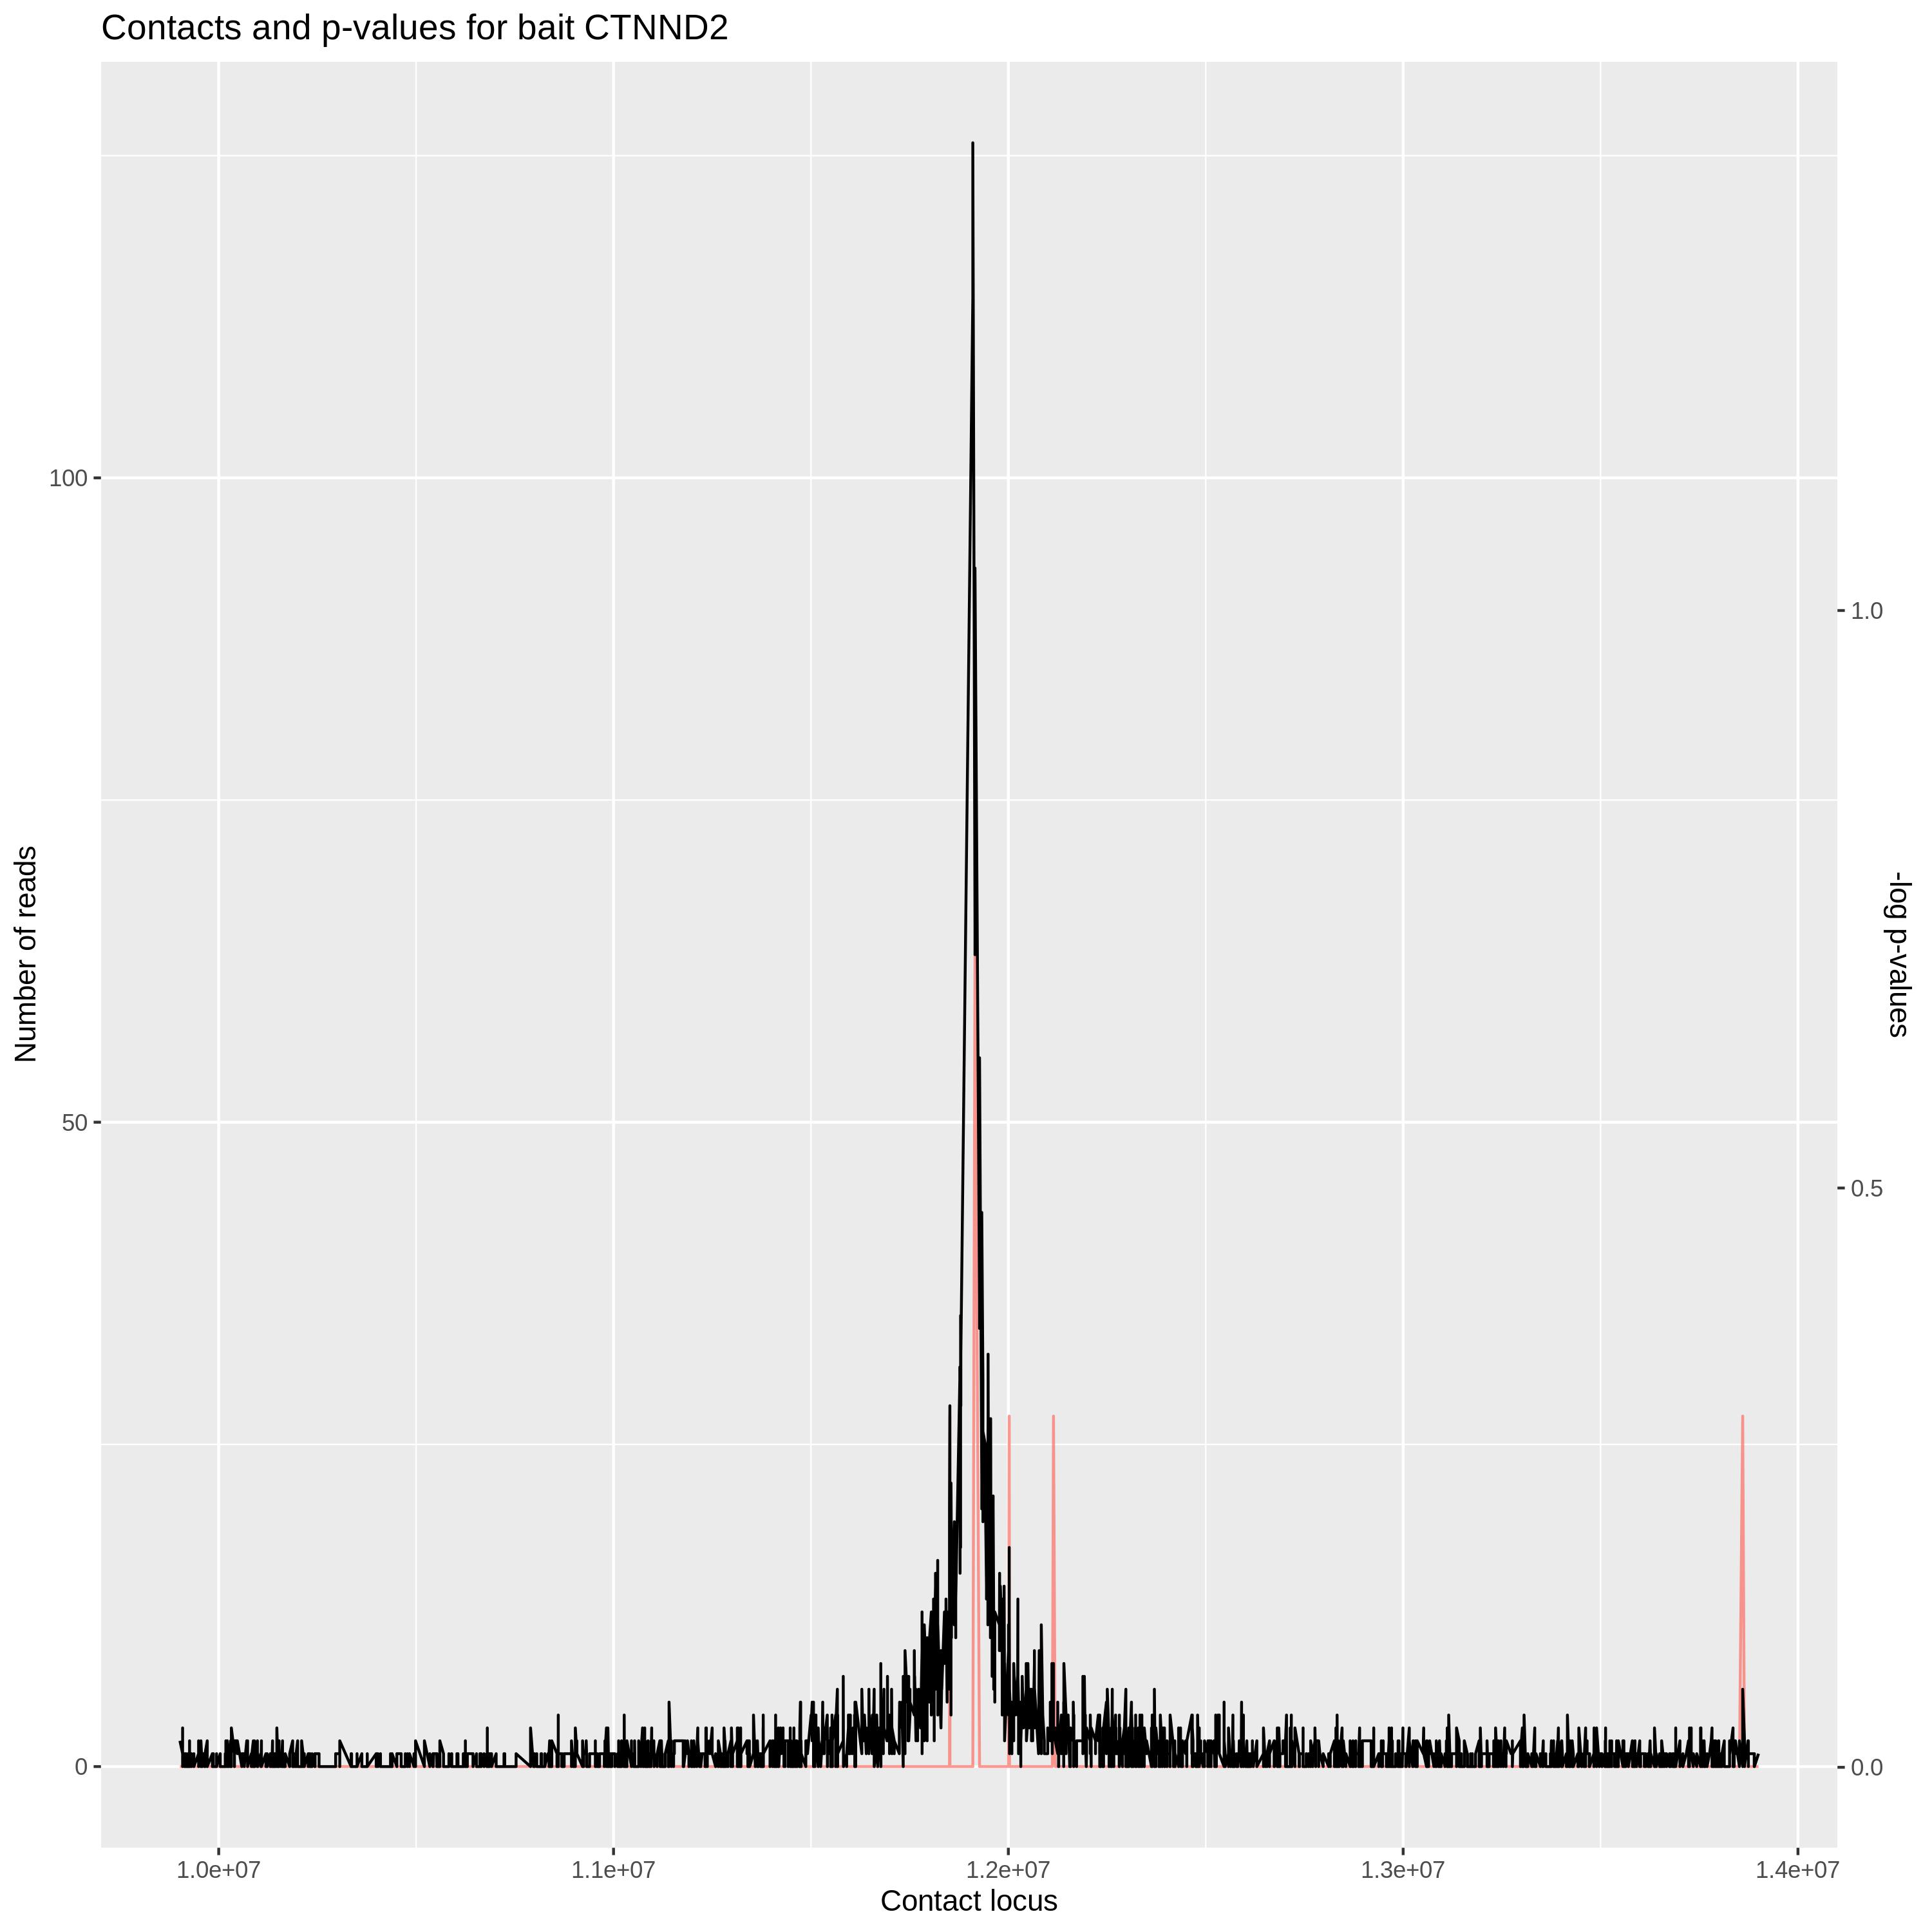 Contacts and p-values for bait CTNND2
Number of reads
100
50
0
1.0
0.5
0.0
-log p-values
1.0e+07
1.1e+07
1.2e+07
1.3e+07
1.4e+07
Contact locus